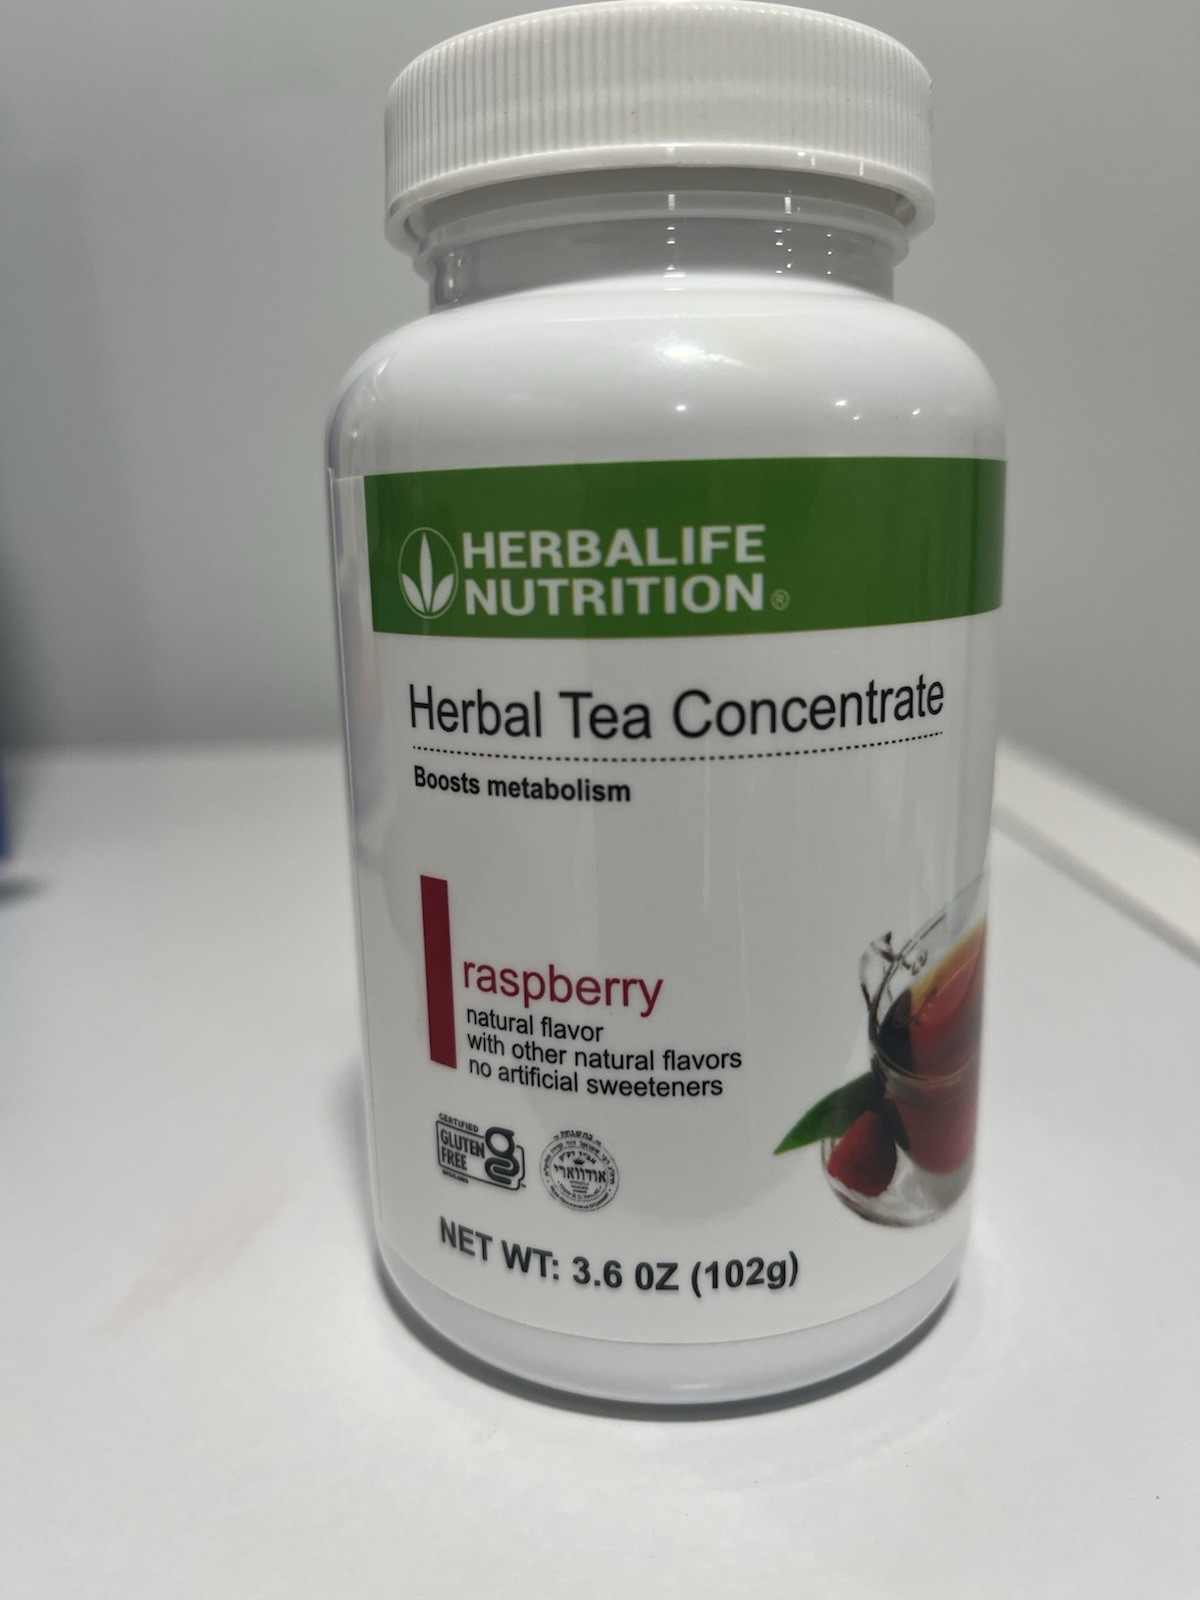 HERBALIFE
NUTRITION®
Herbal Tea Concentrate
Boosts metabolism
raspberry
natural flavor
with other natural flavors
no artificial sweeteners
CERTIFIED
GLUTEN
FREE
אודווארי
NET WT: 3.6 OZ (102g)